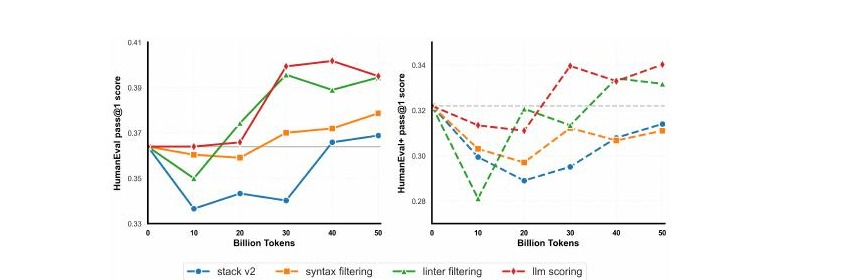 0.41
0.39
0.37
0.35
0.33
HumanEval pass@1 score
0 10 20 30 40 50
Billion Tokens
0.34
0.32
0.30
0.28
HumanEval+ pass@1 score
0 10 20 30 40 50
Billion Tokens
stack v2 syntax filtering linter filtering llm scoring